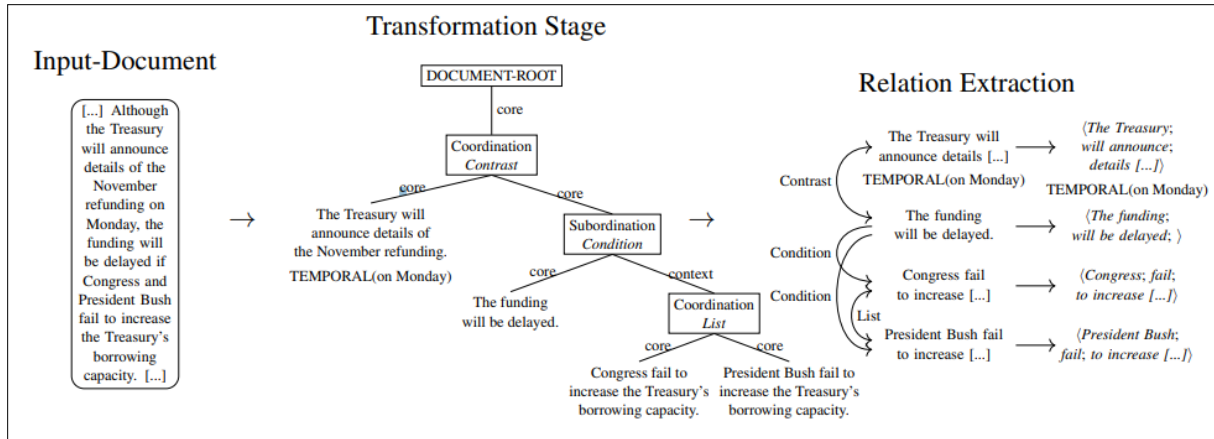 Transformation Stage
Input-Document
[...] Although
the Treasury
will announce
details of the
November
refunding on
Monday, the
funding will
be delayed if
Congress and
President Bush
fail to increase
the Treasury's
borrowing
capacity. [...]
→
DOCUMENT-ROOT
core
Coordination
Contrast
core
core
The Treasury will
announce details of
the November refunding.
TEMPORAL(on Monday)
Subordination
Condition
core
context
The funding
will be delayed.
Coordination
List
core
core
Congress fail to
increase the Treasury's
borrowing capacity.
President Bush fail to
increase the Treasury's
borrowing capacity.
→
Relation Extraction
The Treasury will
announce details [...]
TEMPORAL(on Monday)
⟨The Treasury;
will announce;
details [...]⟩
TEMPORAL(on Monday)
Contrast
The funding
will be delayed.
⟨The funding;
will be delayed; ⟩
Condition
Congress fail
to increase [...]
⟨Congress; fail;
to increase [...]⟩
Condition
List
President Bush fail
to increase [...]
⟨President Bush;
fail; to increase [...]⟩